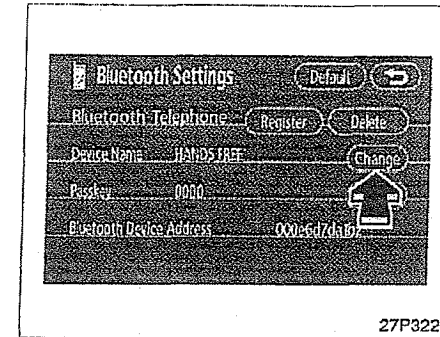 Bluetooth Settings Default
Bluetooth Telephone Register Delete
Device Name HANDS FREE Change
Passkey 0000
Bluetooth Device Address
27P322